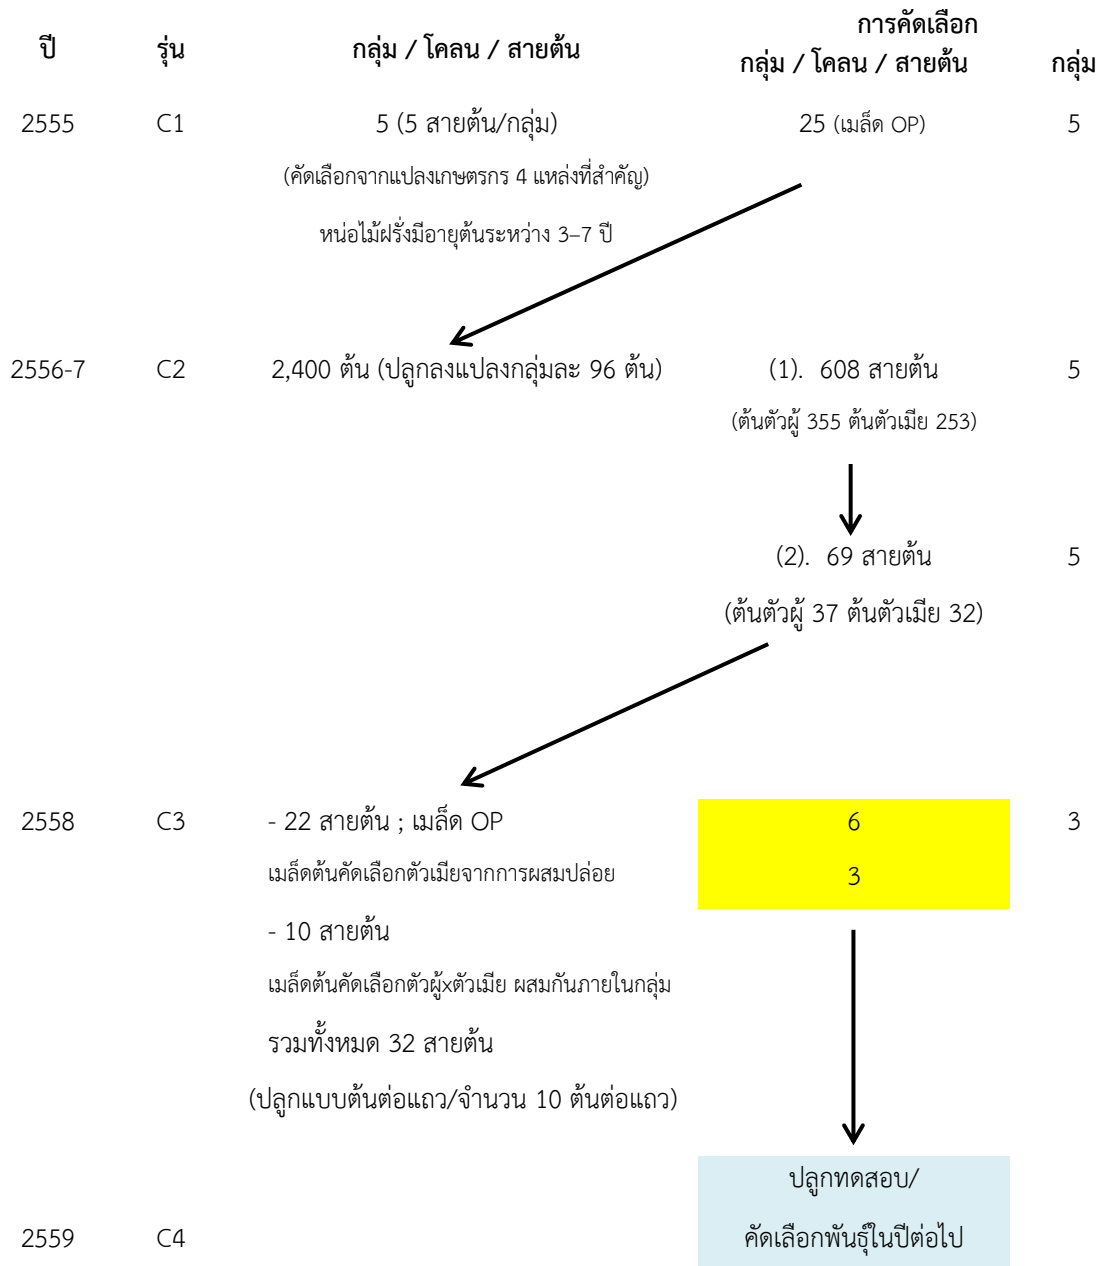 การคัดเลือก
ปี รุ่น กลุ่ม / โคลน / สายต้น กลุ่ม / โคลน / สายต้น กลุ่ม
2555 C1 5 (5 สายต้น/กลุ่ม) 25 (เมล็ด OP) 5
(คัดเลือกจากแปลงเกษตรกร 4 แหล่งที่สำคัญ)
หน่อไม้ฝรั่งมีอายุต้นระหว่าง 3–7 ปี
2556-7 C2 2,400 ต้น (ปลูกลงแปลงกลุ่มละ 96 ต้น) (1). 608 สายต้น 5
(ต้นตัวผู้ 355 ต้นตัวเมีย 253)
(2). 69 สายต้น 5
(ต้นตัวผู้ 37 ต้นตัวเมีย 32)
2558 C3 - 22 สายต้น ; เมล็ด OP 6 3
เมล็ดต้นคัดเลือกตัวเมียจากการผสมปล่อย 3
- 10 สายต้น
เมล็ดต้นคัดเลือกตัวผู้xตัวเมีย ผสมกันภายในกลุ่ม
รวมทั้งหมด 32 สายต้น
(ปลูกแบบต้นต่อแถว/จำนวน 10 ต้นต่อแถว)
ปลูกทดสอบ/
2559 C4 คัดเลือกพันธุ์ในปีต่อไป